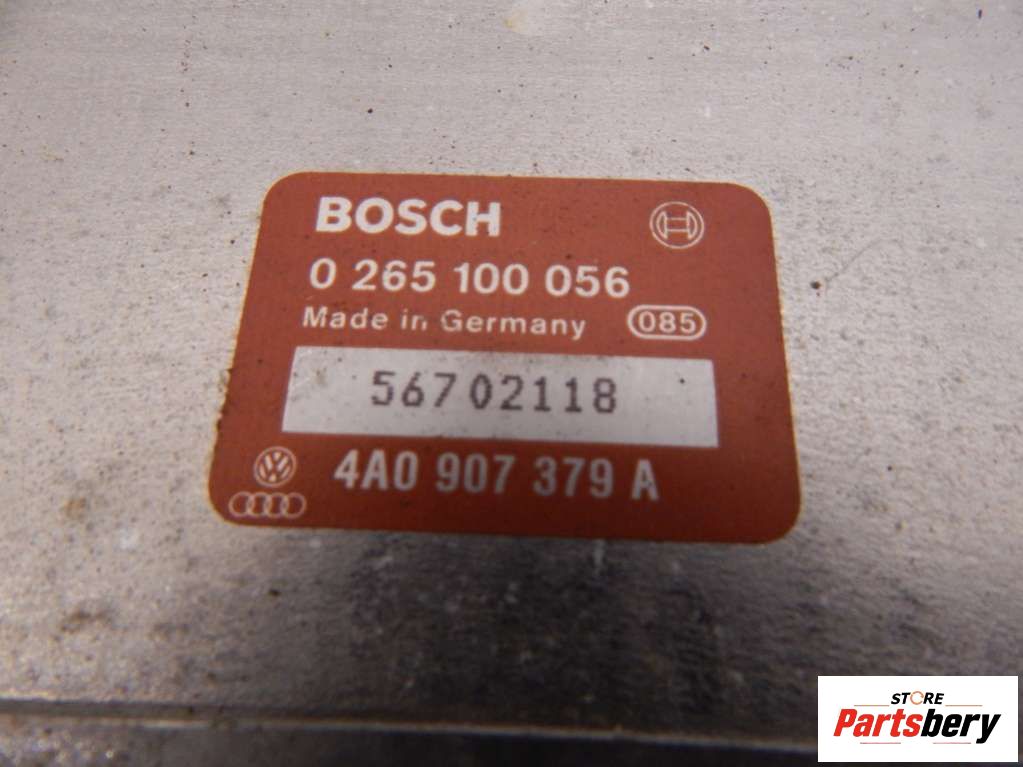 BOSCH
0 265 100 056
Made in Germany 085
56702118
4A0 907 379 A
STORE
Partsbery